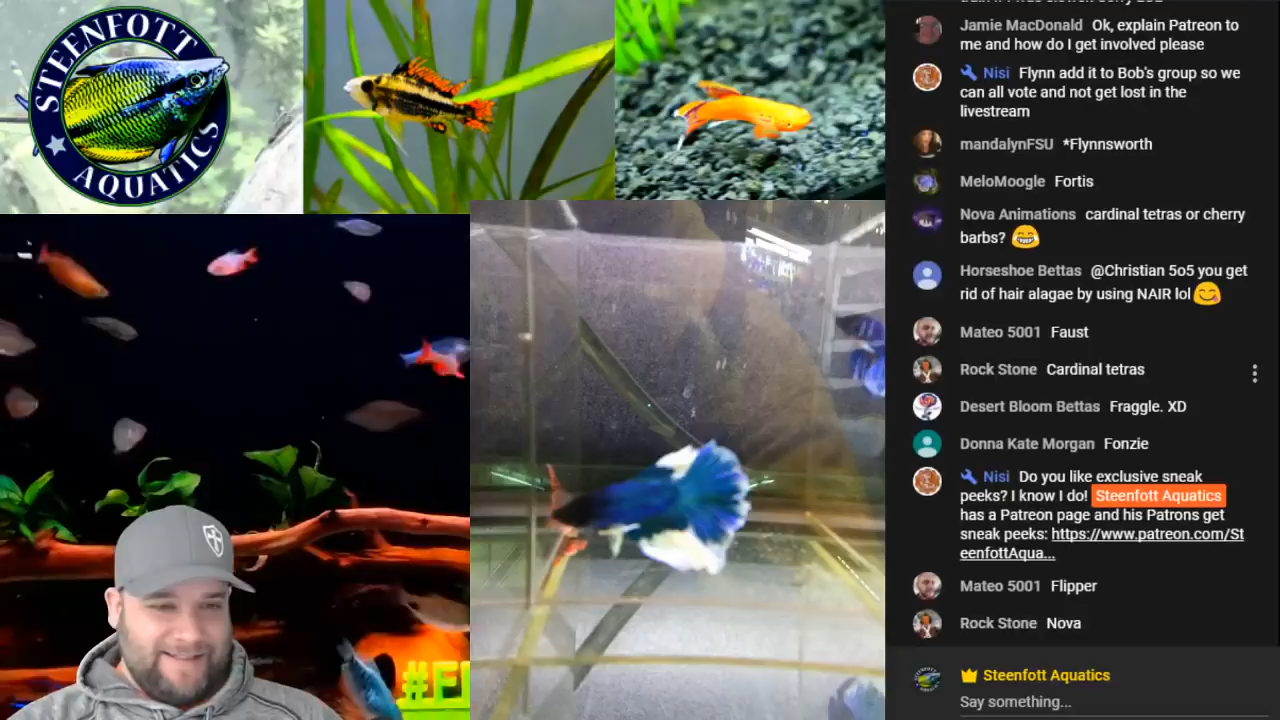 STEENFOTT
AQUATICS
#F
Jamie MacDonald Ok, explain Patreon to
me and how do I get involved please
Nisi Flynn add it to Bob's group so we
can all vote and not get lost in the
livestream
mandalynFSU *Flynnsworth
MeloMoogle Fortis
Nova Animations cardinal tetras or cherry
barbs?
Horseshoe Bettas @Christian 5o5 you get
rid of hair alagae by using NAIR lol
Mateo 5001 Faust
Rock Stone Cardinal tetras
Desert Bloom Bettas Fraggle. XD
Donna Kate Morgan Fonzie
Nisi Do you like exclusive sneak
peeks? I know I do! Steenfott Aquatics
has a Patreon page and his Patrons get
sneak peeks: https://www.patreon.com/St
eenfottAqua...
Mateo 5001 Flipper
Rock Stone Nova
Steenfott Aquatics
Say something...